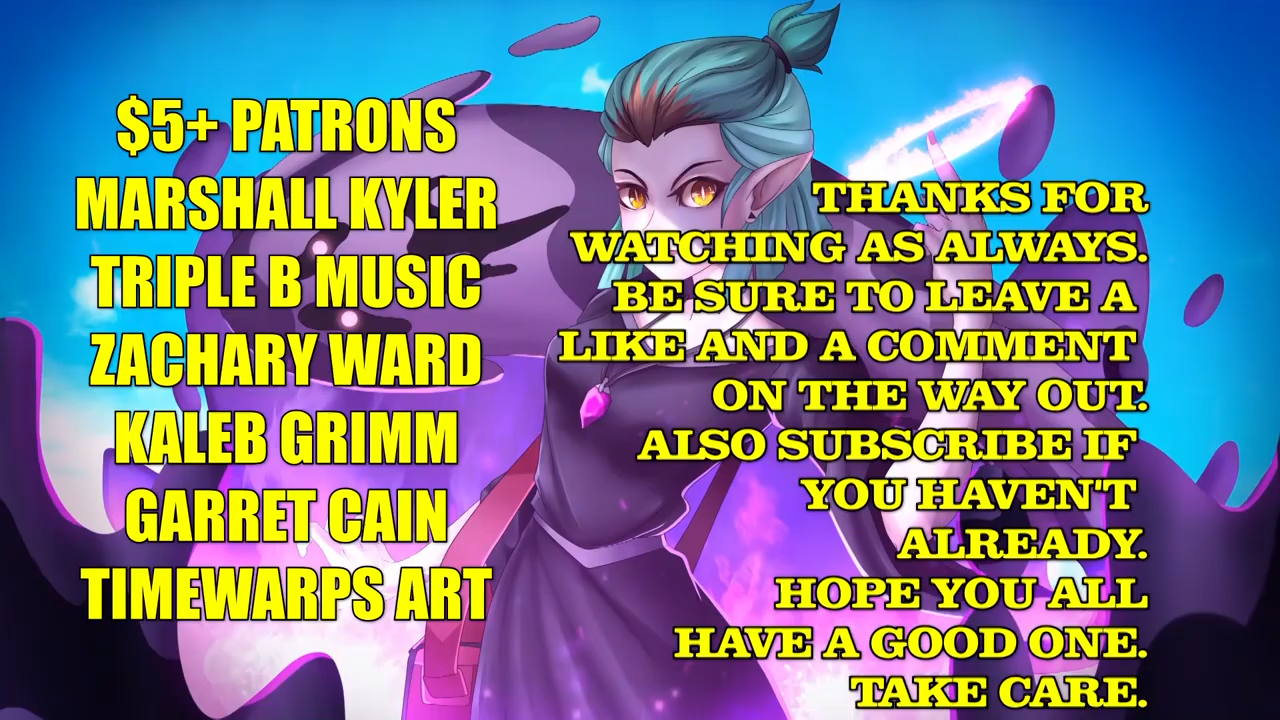 $5+ PATRONS
MARSHALL KYLER
TRIPLE B MUSIC
ZACHARY WARD
KALEB GRIMM
GARRET CAIN
TIMEWARPS ART
THANKS FOR
WATCHING AS ALWAYS.
BE SURE TO LEAVE A
LIKE AND A COMMENT
ON THE WAY OUT.
ALSO SUBSCRIBE IF
YOU HAVEN'T
ALREADY.
HOPE YOU ALL
HAVE A GOOD ONE.
TAKE CARE.